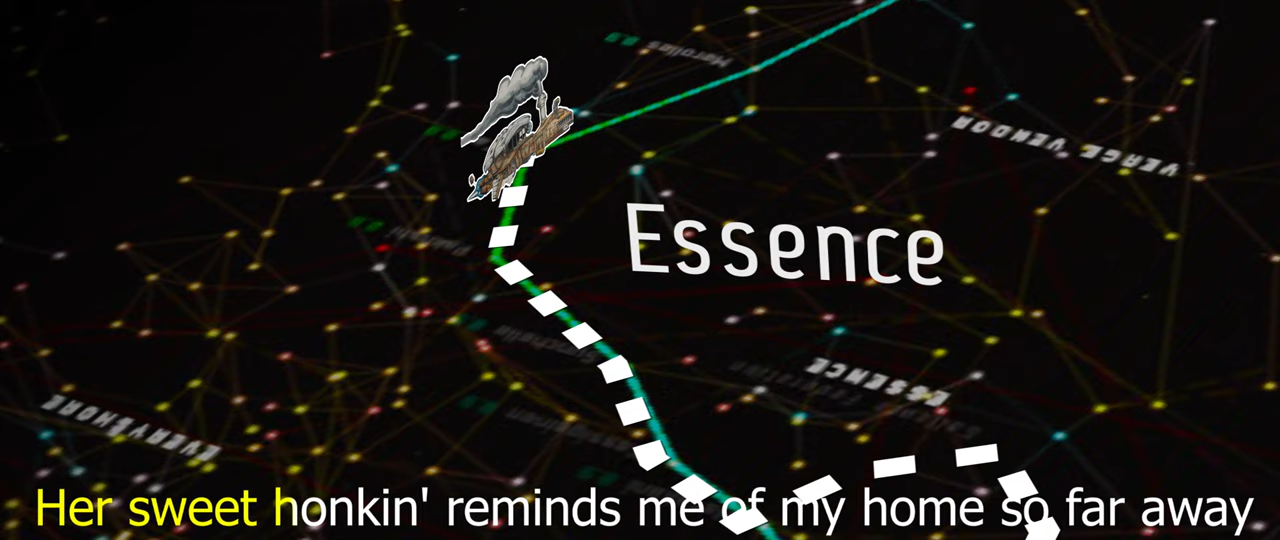 VERGE VENDOR
Essence
ESSENCE
EVERYSHORE
Her sweet honkin' reminds me of my home so far away